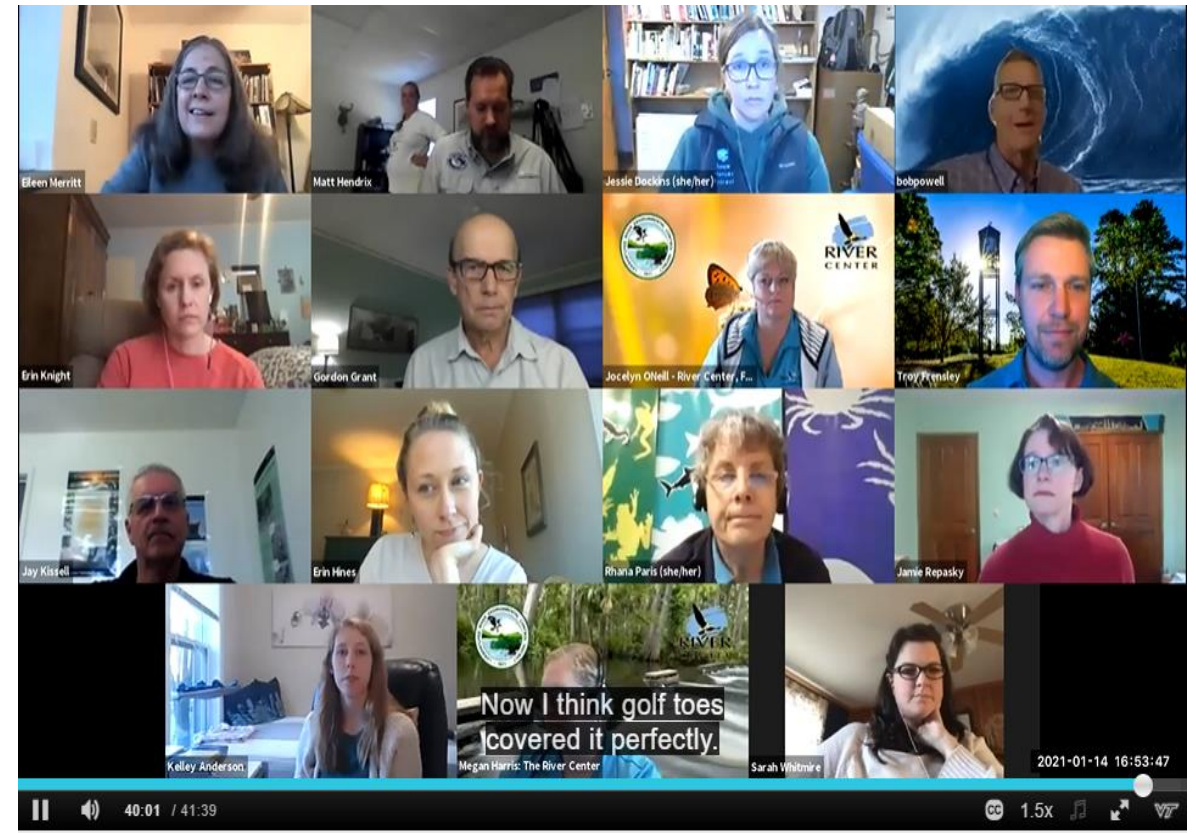 Eileen Merritt
Matt Hendrix
Jessie Dockins (she/her)
bobpowell
Erin Knight
Gordon Grant
RIVER
CENTER
Jocelyn ONeill - River Center, F...
Troy Frensley
Jay Kissell
Erin Hines
Rhana Paris (she/her)
Jamie Repasky
Kelley Anderson
RIVER
Now I think golf toes
covered it perfectly.
Megan Harris: The River Center
Sarah Whitmire
2021-01-14 16:53:47
40:01 / 41:39
CC
1.5x
VT